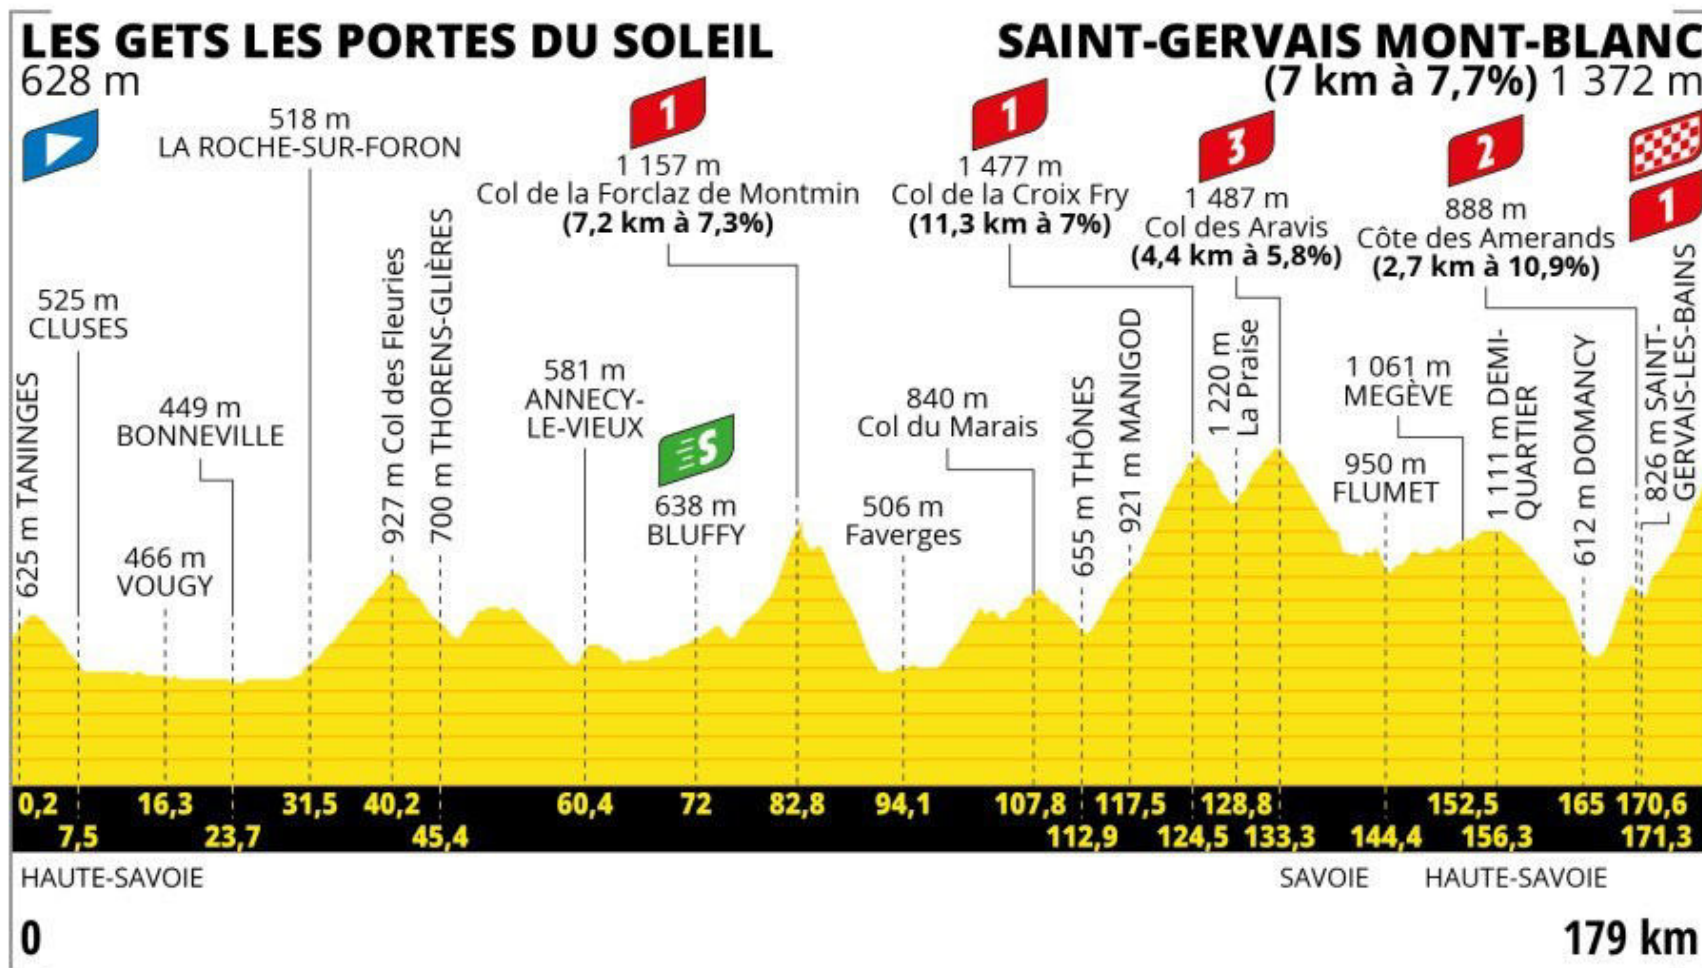 LES GETS LES PORTES DU SOLEIL
628 m
SAINT-GERVAIS MONT-BLANC
(7 km à 7,7%) 1 372 m
625 m TANINGES
525 m
CLUSES
466 m
VOUGY
449 m
BONNEVILLE
518 m
LA ROCHE-SUR-FORON
927 m Col des Fleuries
700 m THORENS-GLIÈRES
581 m
ANNECY-
LE-VIEUX
S
638 m
BLUFFY
1
1 157 m
Col de la Forclaz de Montmin
(7,2 km à 7,3%)
506 m
Faverges
840 m
Col du Marais
655 m THÔNES
921 m MANIGOD
1
1 477 m
Col de la Croix Fry
(11,3 km à 7%)
1 220 m
La Praise
3
1 487 m
Col des Aravis
(4,4 km à 5,8%)
950 m
FLUMET
1 061 m
MEGÈVE
1 111 m DEMI-
QUARTIER
612 m DOMANCY
2
888 m
Côte des Amerands
(2,7 km à 10,9%)
826 m SAINT-
GERVAIS-LES-BAINS
1
0,2 16,3 31,5 40,2 60,4 72 82,8 94,1 107,8 117,5 128,8 152,5 165 170,6
7,5 23,7 45,4 112,9 124,5 133,3 144,4 156,3 171,3
HAUTE-SAVOIE SAVOIE HAUTE-SAVOIE
0 179 km